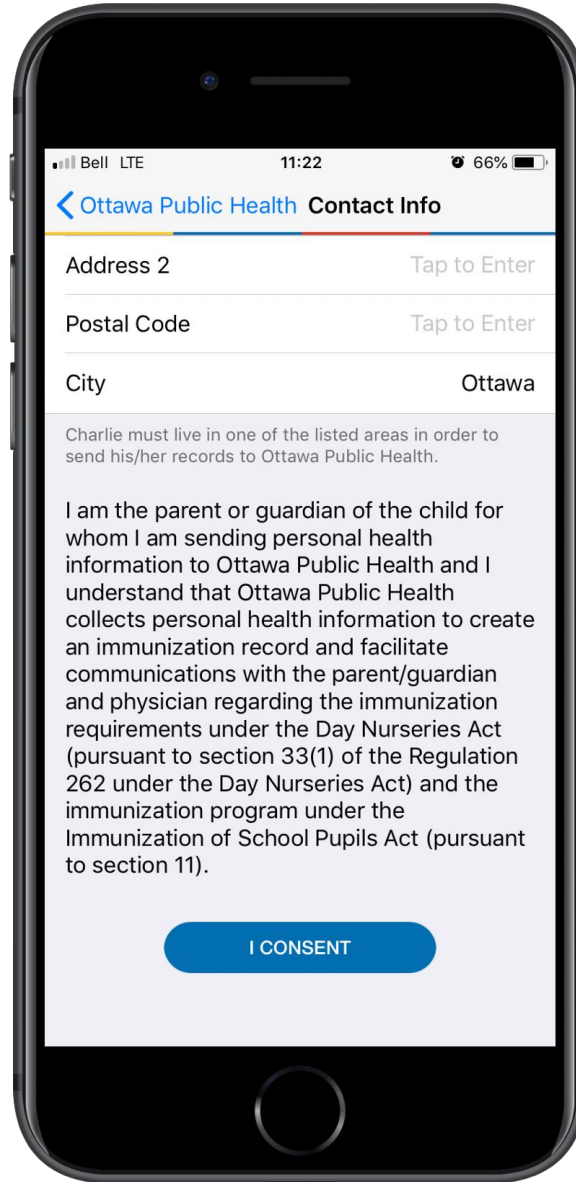 Bell LTE 11:22 66%
Ottawa Public Health Contact Info
Address 2 Tap to Enter
Postal Code Tap to Enter
City Ottawa
Charlie must live in one of the listed areas in order to
send his/her records to Ottawa Public Health.
I am the parent or guardian of the child for
whom I am sending personal health
information to Ottawa Public Health and I
understand that Ottawa Public Health
collects personal health information to create
an immunization record and facilitate
communications with the parent/guardian
and physician regarding the immunization
requirements under the Day Nurseries Act
(pursuant to section 33(1) of the Regulation
262 under the Day Nurseries Act) and the
immunization program under the
Immunization of School Pupils Act (pursuant
to section 11).
I CONSENT